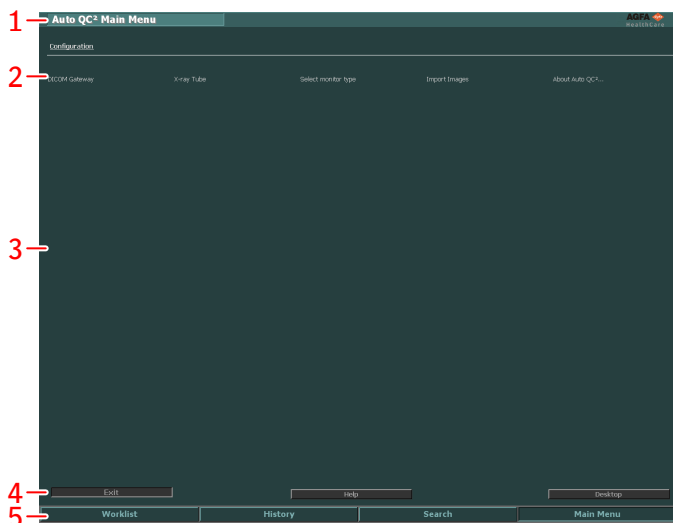 1 Auto QC² Main Menu AGFA
HealthCare
Configuration
2 DICOM Gateway X-ray Tube Select monitor type Import Images About Auto QC²...
3
4 Exit Help Desktop
5 Worklist History Search Main Menu